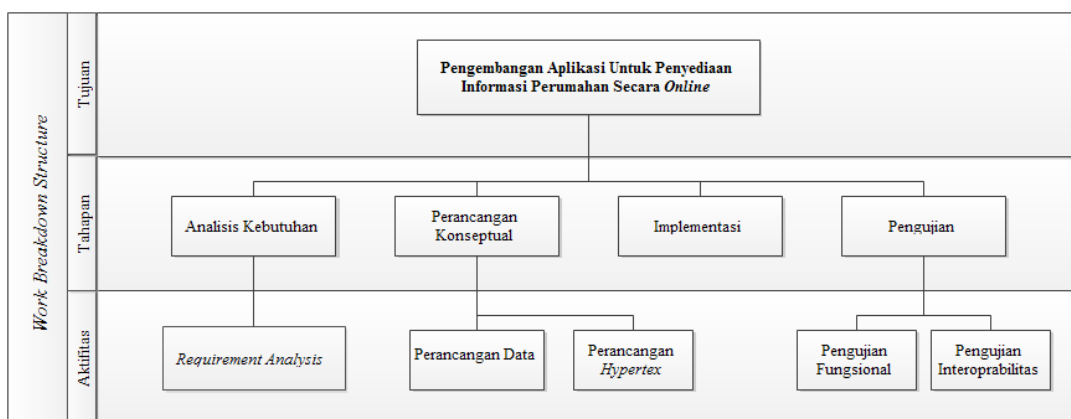 Work Breakdown Structure
Tujuan
Pengembangan Aplikasi Untuk Penyediaan
Informasi Perumahan Secara Online
Tahapan
Analisis Kebutuhan
Perancangan
Konseptual
Implementasi
Pengujian
Aktifitas
Requirement Analysis
Perancangan Data
Perancangan
Hypertex
Pengujian
Fungsional
Pengujian
Interoprabilitas